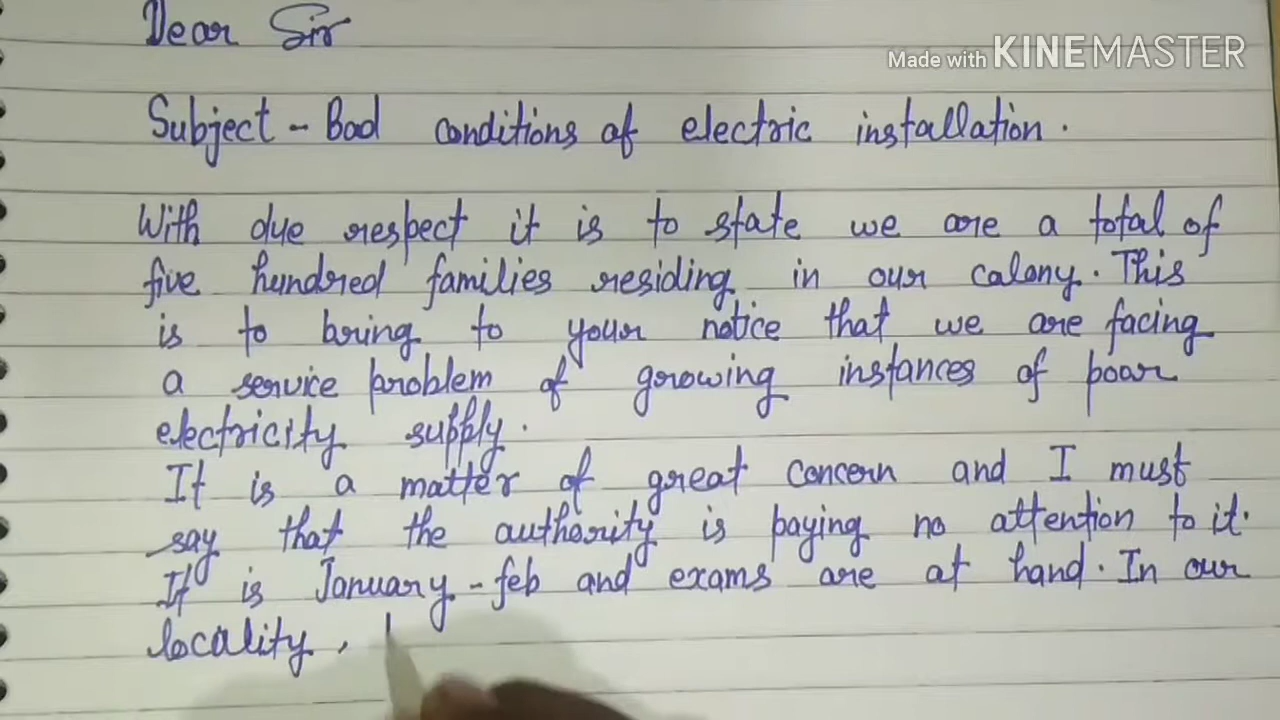 Dear Sir
Made with KINEMASTER
Subject - Bad conditions of electric installation.
With due respect it is to state we are a total of
five hundred families residing in our calony. This
is to bring to your notice that we are facing
a service problem of growing instances of poor
electricity supply.
It is a matter of great concern and I must
say that the authority is paying no attention to it.
It is January - feb and exams are at hand. In our
locality,